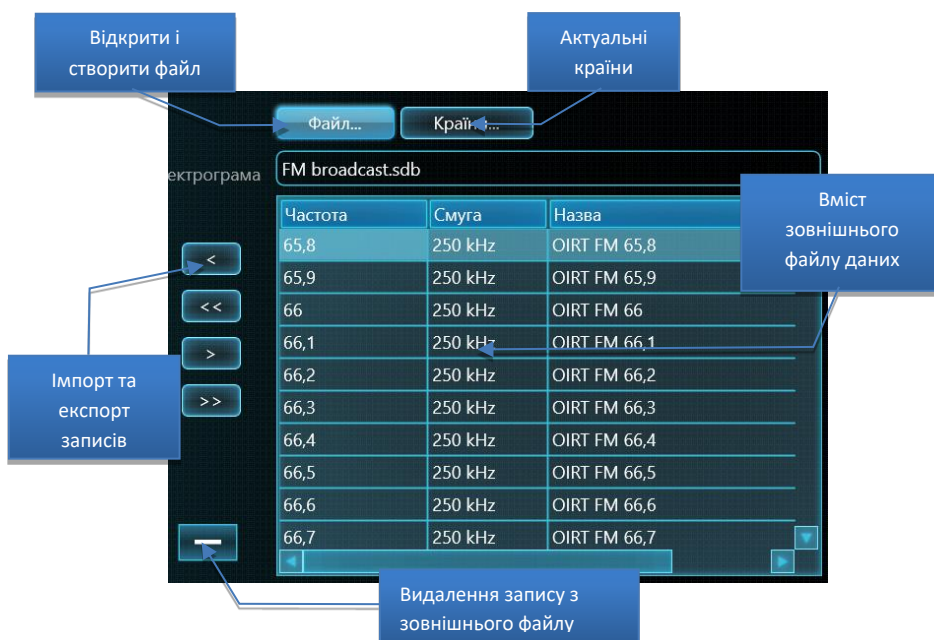 Відкрити і
створити файл
Актуальні
країни
Файл...
ектрограма
FM broadcast.sdb
Вміст
зовнішнього
файлу даних
Частота Смуга Назва
65,8 250 kHz OIRT FM 65,8
65,9 250 kHz OIRT FM 65,9
66 250 kHz OIRT FM 66
66,1 250 kHz OIRT FM 66,1
66,2 250 kHz OIRT FM 66,2
66,3 250 kHz OIRT FM 66,3
66,4 250 kHz OIRT FM 66,4
66,5 250 kHz OIRT FM 66,5
66,6 250 kHz OIRT FM 66,6
66,7 250 kHz OIRT FM 66,7
<
<<
>
>>
Імпорт та
експорт
записів
Видалення запису з
зовнішнього файлу